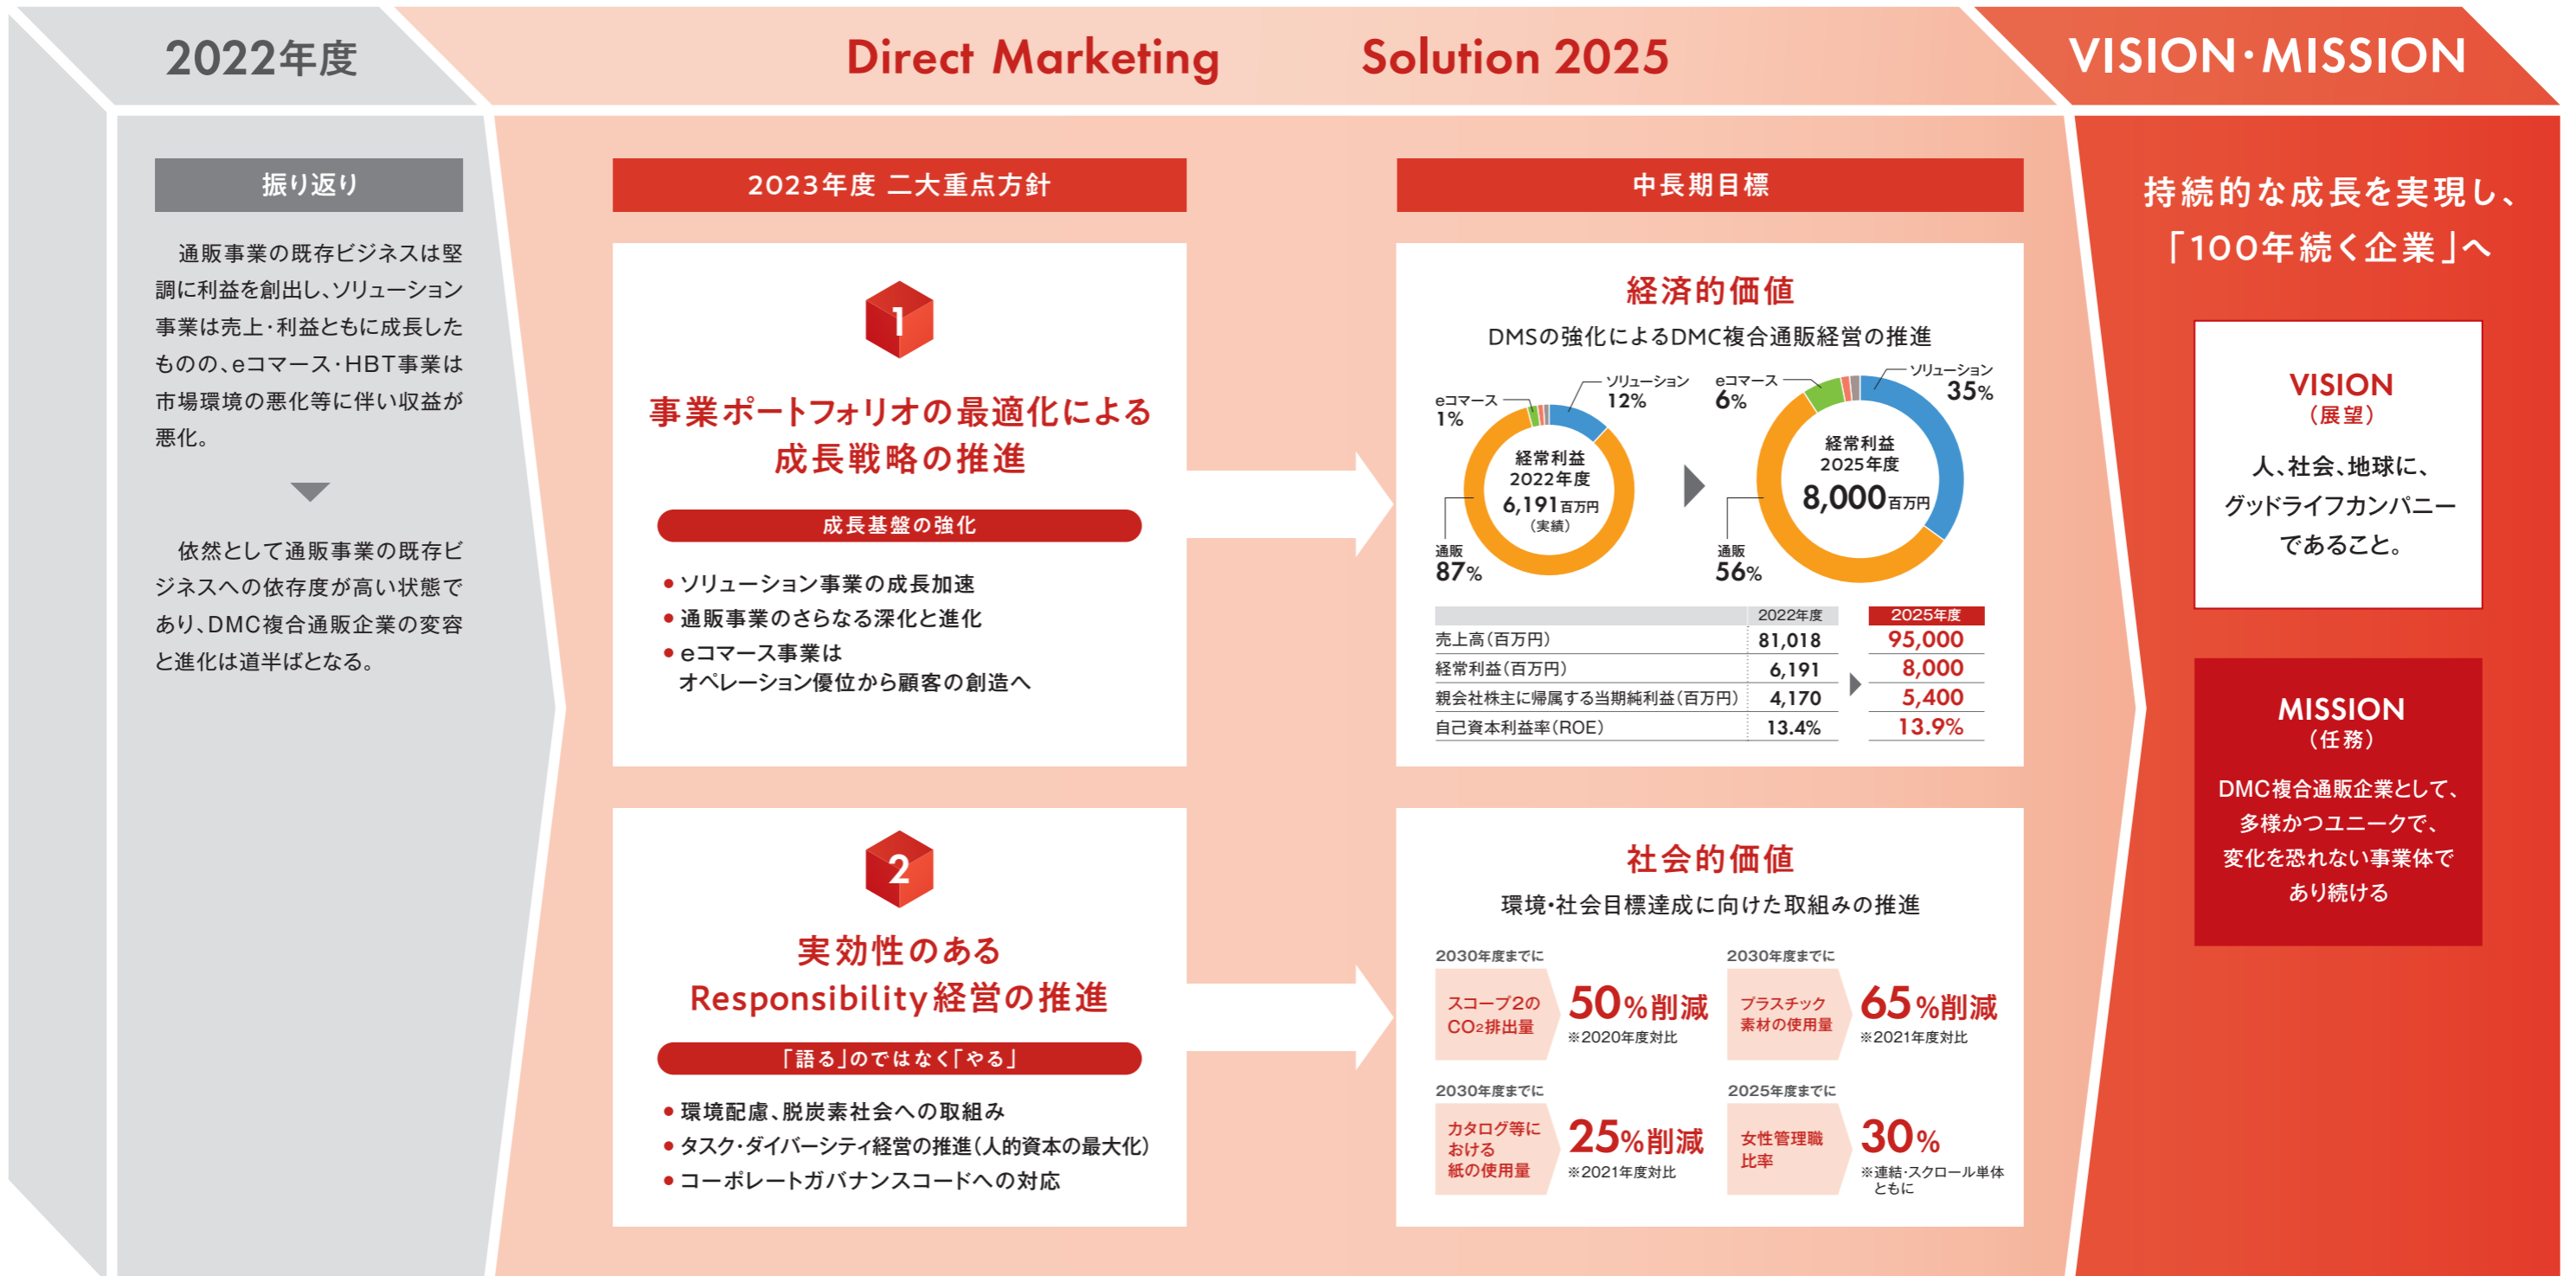 2022年度
Direct Marketing Solution 2025
VISION・MISSION
振り返り
通販事業の既存ビジネスは堅
調に利益を創出し、ソリューション
事業は売上・利益ともに成長した
ものの、eコマース・HBT事業は
市場環境の悪化等に伴い収益が
悪化。
依然として通販事業の既存ビ
ジネスへの依存度が高い状態で
あり、DMC複合通販企業の変容
と進化は道半ばとなる。
2023年度 二大重点方針
1
事業ポートフォリオの最適化による
成長戦略の推進
成長基盤の強化
●ソリューション事業の成長加速
●通販事業のさらなる深化と進化
●eコマース事業は
オペレーション優位から顧客の創造へ
2
実効性のある
Responsibility経営の推進
「語る」のではなく「やる」
●環境配慮、脱炭素社会への取組み
●タスク・ダイバーシティ経営の推進（人的資本の最大化）
●コーポレートガバナンスコードへの対応
中長期目標
経済的価値
DMSの強化によるDMC複合通販経営の推進
eコマース
1%
ソリューション
12%
経常利益
2022年度
6,191百万円
（実績）
通販
87%
eコマース
6%
ソリューション
35%
経常利益
2025年度
8,000百万円
通販
56%
2022年度 2025年度
売上高（百万円） 81,018 95,000
経常利益（百万円） 6,191 8,000
親会社株主に帰属する当期純利益（百万円） 4,170 5,400
自己資本利益率（ROE） 13.4% 13.9%
社会的価値
環境・社会目標達成に向けた取組みの推進
2030年度までに
スコープ2の
CO2排出量
50%削減
※2020年度対比
2030年度までに
プラスチック
素材の使用量
65%削減
※2021年度対比
2030年度までに
カタログ等に
おける
紙の使用量
25%削減
※2021年度対比
2025年度までに
女性管理職
比率
30%
※連結・スクロール単体
ともに
持続的な成長を実現し、
「100年続く企業」へ
VISION
（展望）
人、社会、地球に、
グッドライフカンパニー
であること。
MISSION
（任務）
DMC複合通販企業として、
多様かつユニークで、
変化を恐れない事業体で
あり続ける